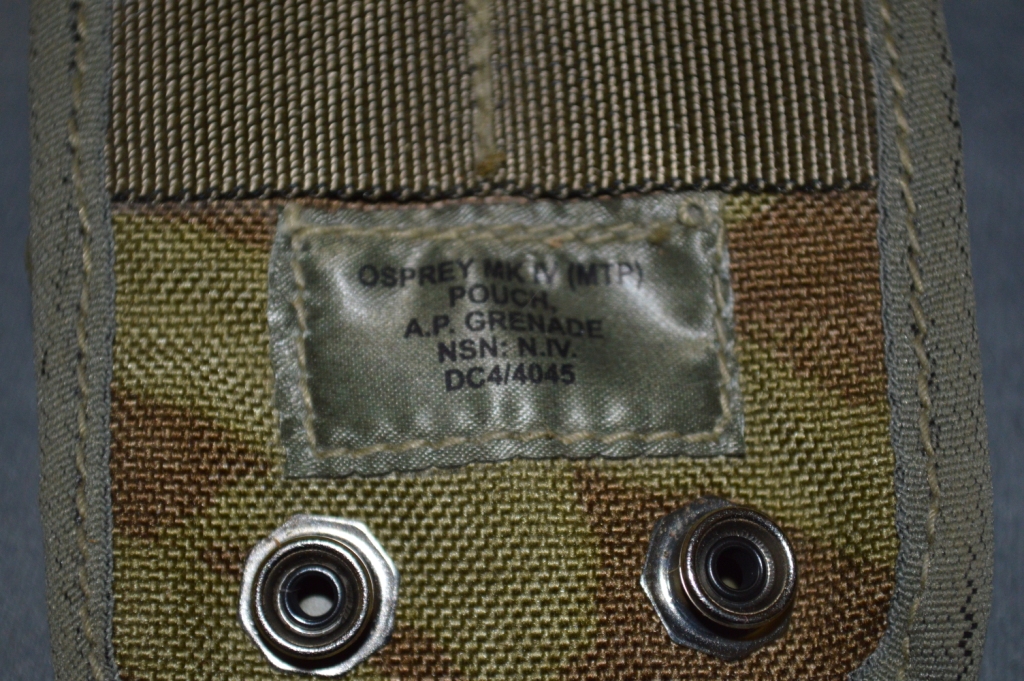 OSPREY MK IV (MTP)
POUCH,
A.P. GRENADE
NSN: N.IV.
DC4/4045